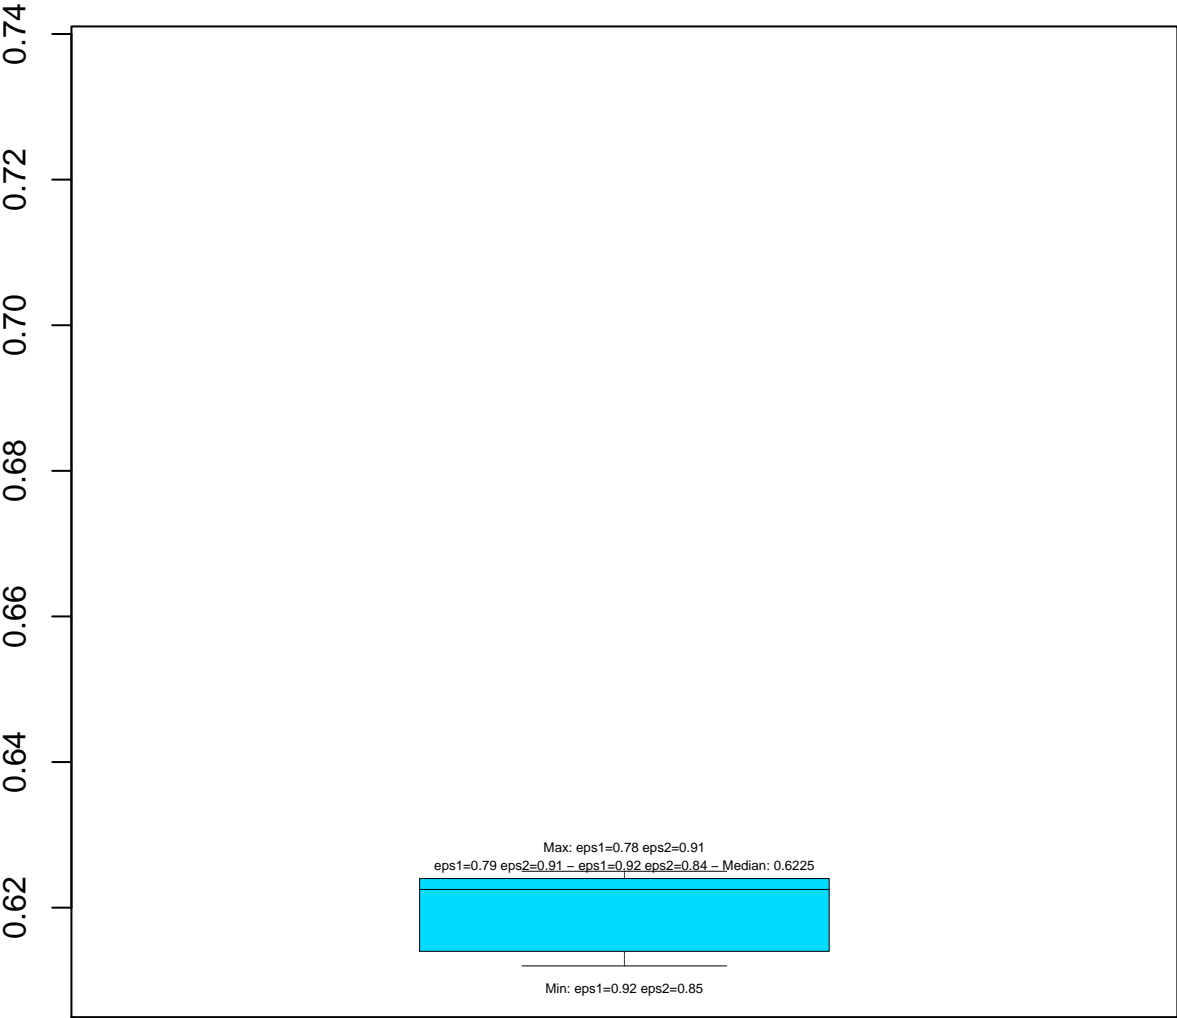 0.74
0.72
0.70
0.68
0.66
0.64
0.62
Max: eps1=0.78 eps2=0.91
eps1=0.79 eps2=0.91 – eps1=0.92 eps2=0.84 – Median: 0.6225
Min: eps1=0.92 eps2=0.85